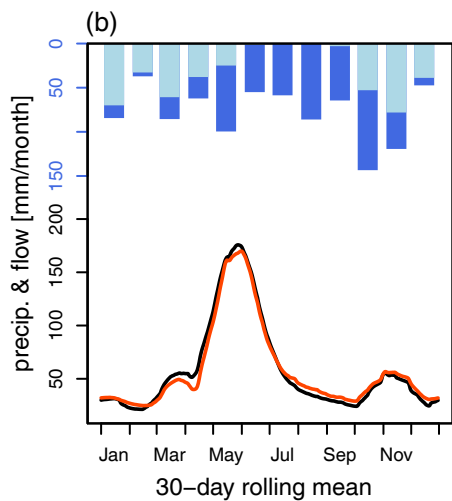 (b)
0
50
150
200
150
100
50
precip. & flow [mm/month]
Jan Mar May Jul Sep Nov
30−day rolling mean